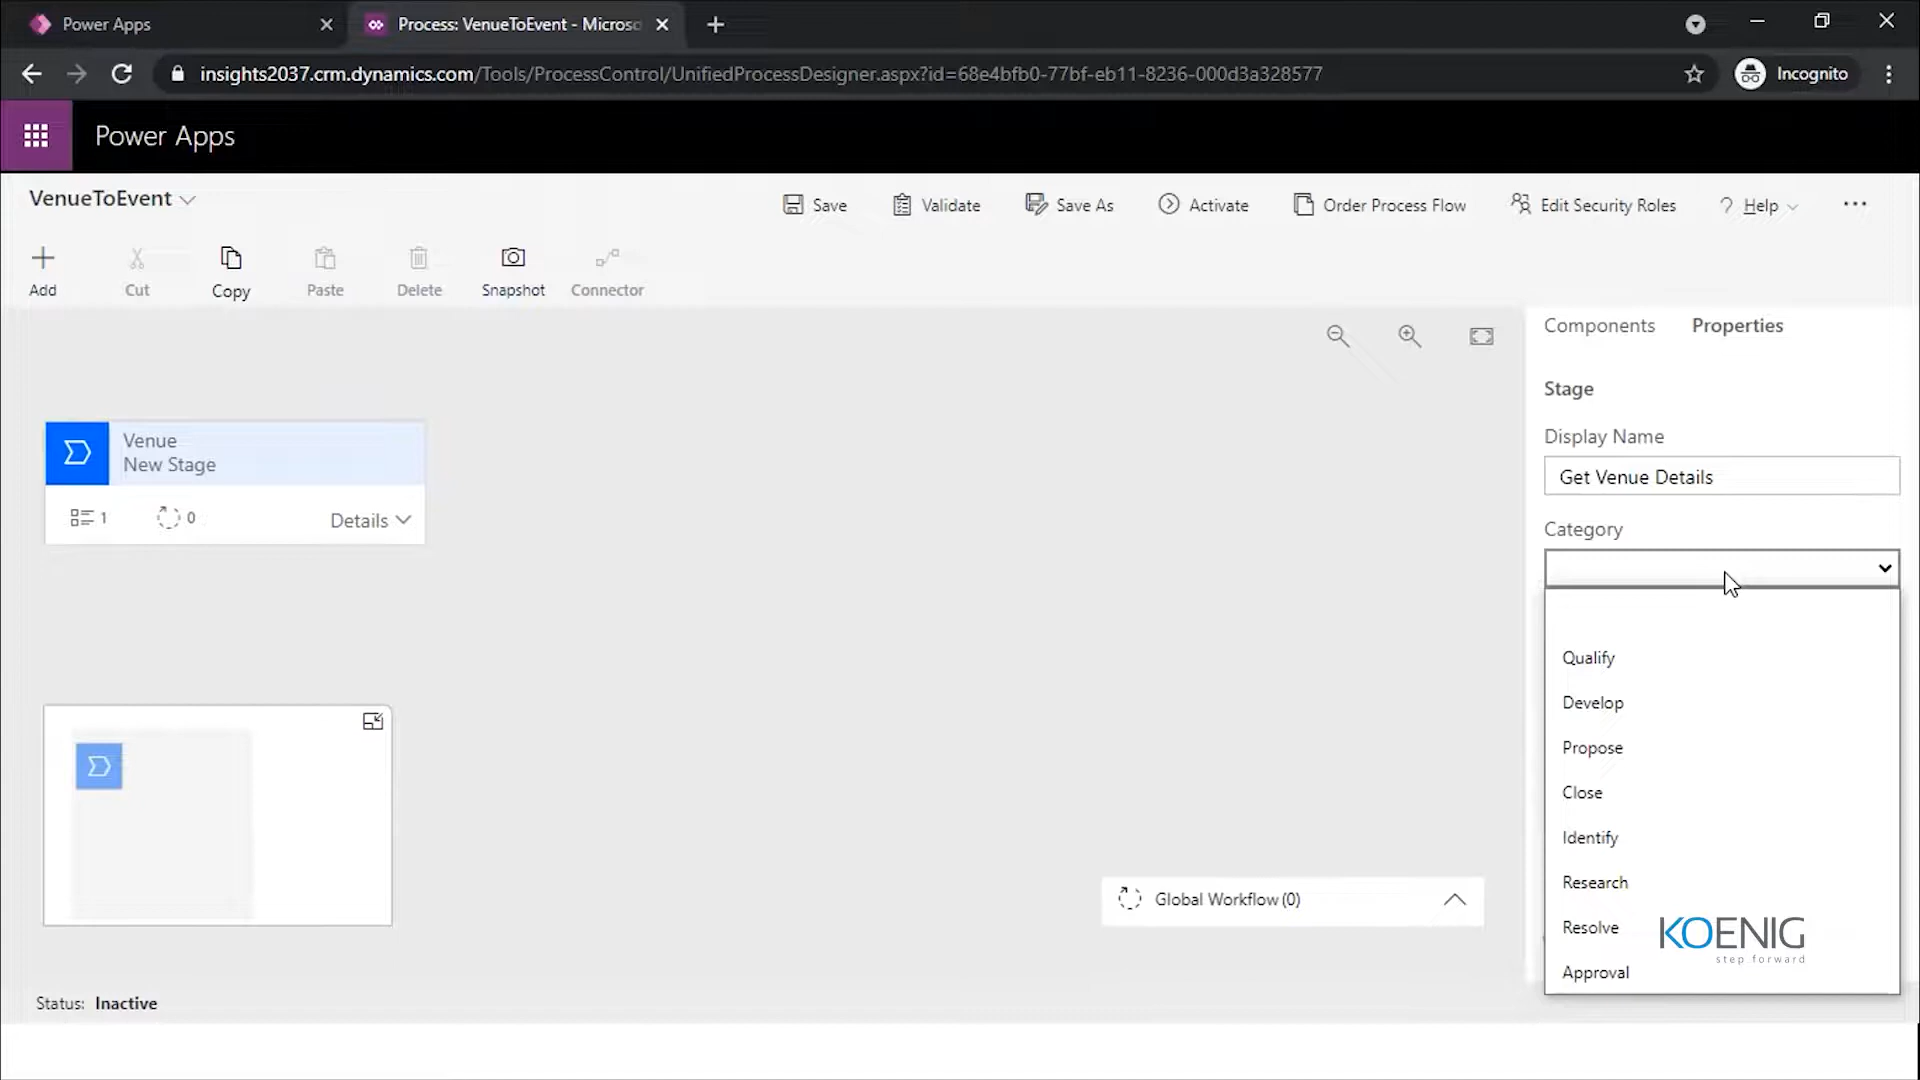 Power Apps
Process: VenueToEvent - Microso
insights2037.crm.dynamics.com/Tools/ProcessControl/UnifiedProcessDesigner.aspx?id=68e4bfb0-77bf-eb11-8236-000d3a328577
Incognito
Power Apps
VenueToEvent
Save
Validate
Save As
Activate
Order Process Flow
Edit Security Roles
? Help
...
Add
Cut
Copy
Paste
Delete
Snapshot
Connector
Components
Properties
Stage
Display Name
Get Venue Details
Category
Venue
New Stage
1
0
Details
Qualify
Develop
Propose
Close
Identify
Research
Resolve
Approval
Global Workflow (0)
KOENIG
step forward
Status: Inactive